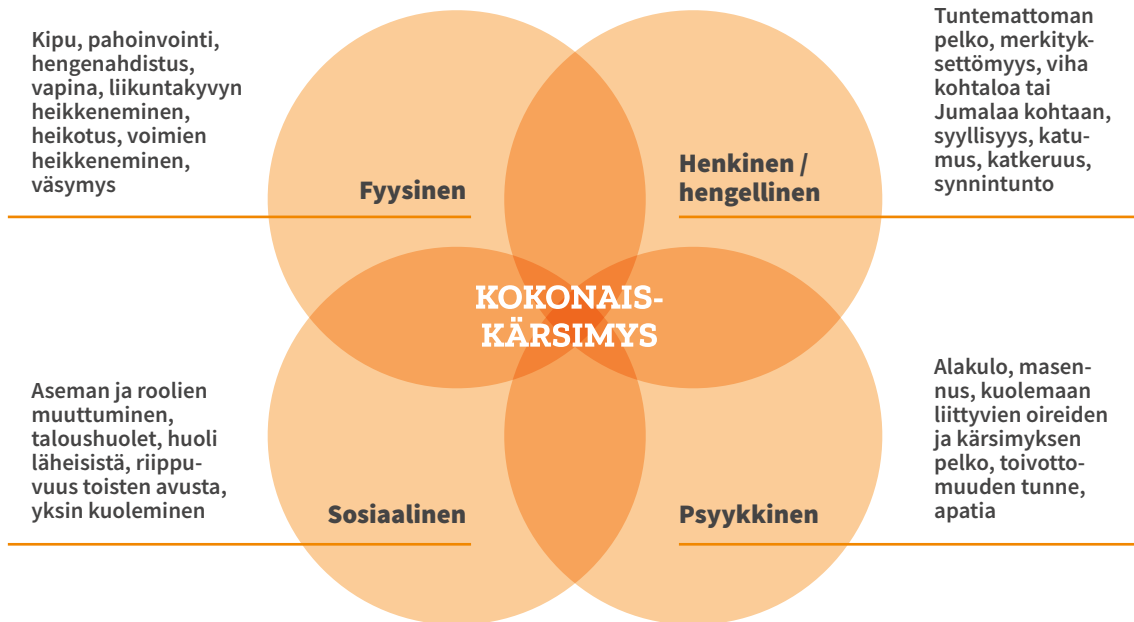 Kipu, pahoinvointi,
hengenahdistus,
vapina, liikuntakyvyn
heikkeneminen,
heikotus, voimien
heikkeneminen,
väsymys
Fyysinen
Henkinen /
hengellinen
Tuntemattoman
pelko, merkityk-
settömyys, viha
kohtaloa tai
Jumalaa kohtaan,
syyllisyys, katu-
mus, katkeruus,
synnintunto
KOKONAIS-
KÄRSIMYS
Aseman ja roolien
muuttuminen,
taloushuolet, huoli
läheisistä, riippu-
vuus toisten avusta,
yksin kuoleminen
Sosiaalinen
Psyykkinen
Alakulo, masen-
nus, kuolemaan
liittyvien oireiden
ja kärsimyksen
pelko, toivotto-
muuden tunne,
apatia